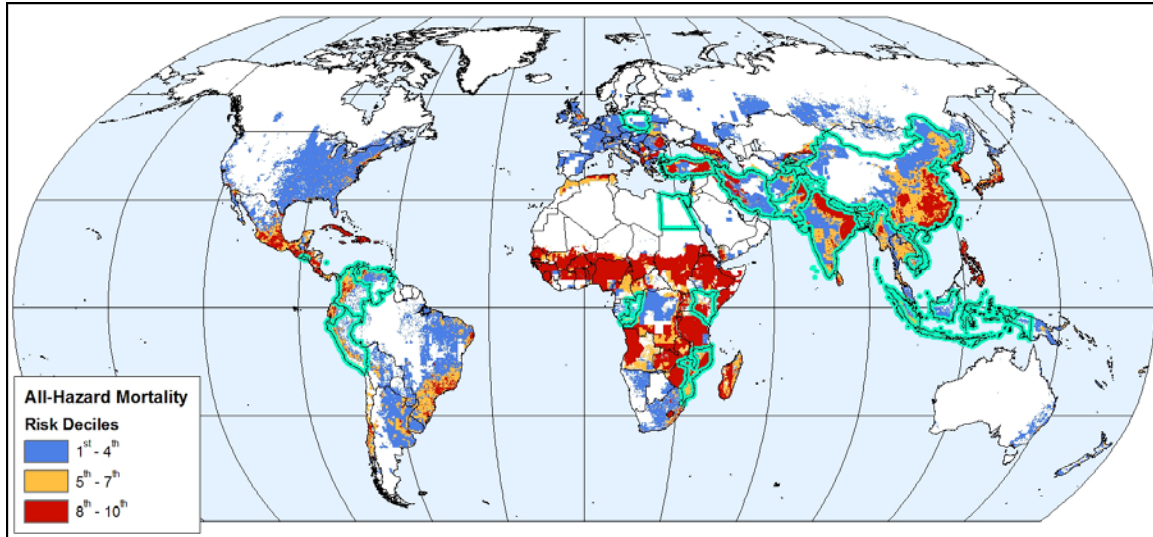 All-Hazard Mortality
Risk Deciles
1st - 4th
5th - 7th
8th - 10th